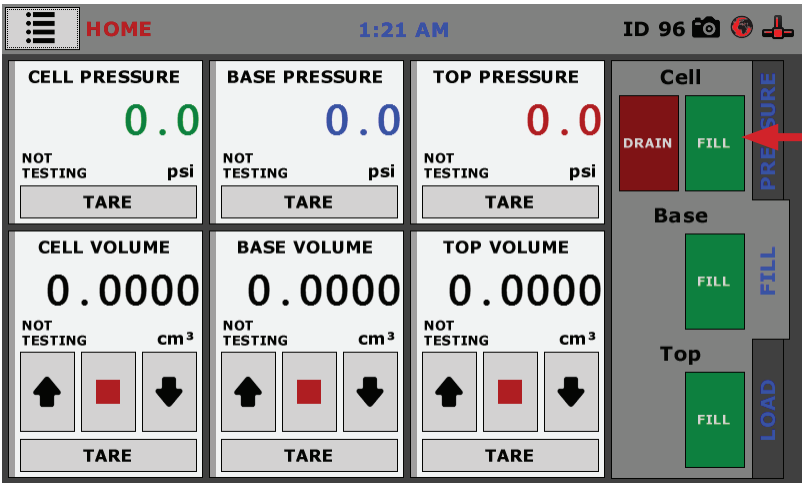 HOME
1:21 AM
ID 96
CELL PRESSURE
0.0
NOT
TESTING
psi
TARE
BASE PRESSURE
0.0
NOT
TESTING
psi
TARE
TOP PRESSURE
0.0
NOT
TESTING
psi
TARE
CELL VOLUME
0.0000
NOT
TESTING
cm³
TARE
BASE VOLUME
0.0000
NOT
TESTING
cm³
TARE
TOP VOLUME
0.0000
NOT
TESTING
cm³
TARE
Cell
DRAIN
FILL
Base
FILL
Top
FILL
PRESSURE
FILL
LOAD